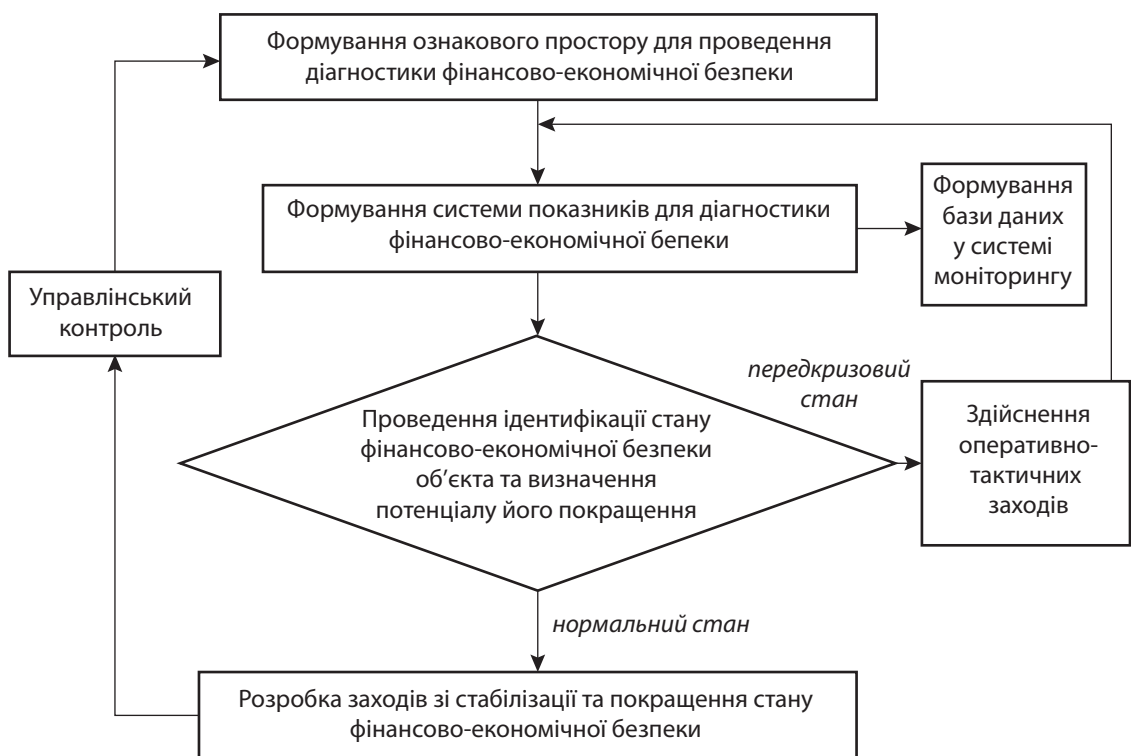 Формування ознакового простору для проведення
діагностики фінансово-економічної безпеки
Формування системи показників для діагностики
фінансово-економічної бепеки
Формування
бази даних
у системі
моніторингу
Управлінський
контроль
передкризовий
стан
Проведення ідентифікації стану
фінансово-економічної безпеки
об’єкта та визначення
потенціалу його покращення
Здійснення
оперативно-
тактичних
заходів
нормальний стан
Розробка заходів зі стабілізації та покращення стану
фінансово-економічної безпеки